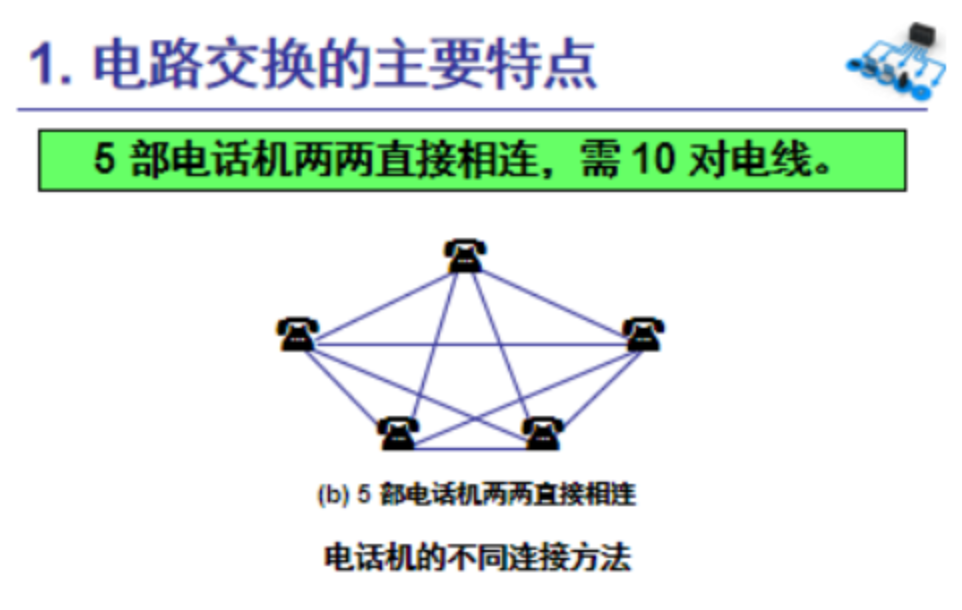 1. 电路交换的主要特点
5 部电话机两两直接相连，需 10 对电线。
(b) 5 部电话机两两直接相连
电话机的不同连接方法